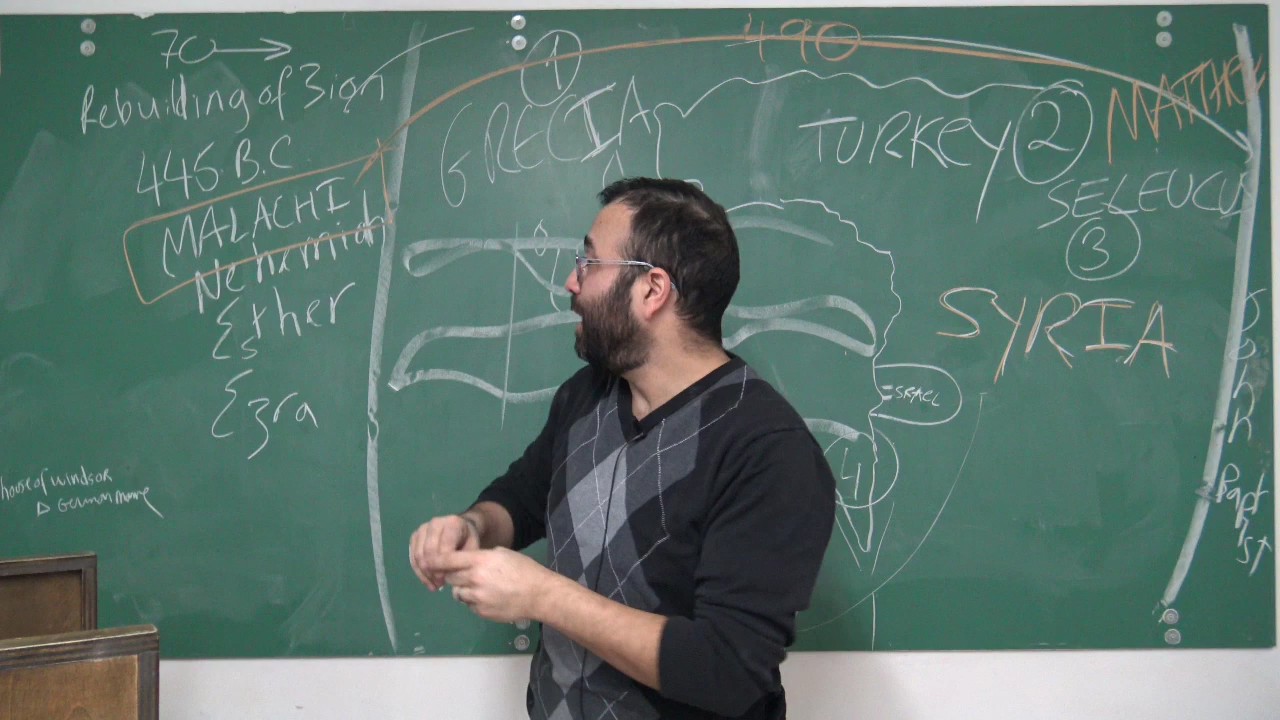 70 →
Rebuilding of Zion
445 B.C
MALACHI
Nehemiah
Esther
Ezra
House of windsor
German name
490
1
GRECIA
TURKEY
2
MATTHEW
SELEUCU
3
SYRIA
ISRAEL
4
John
Baptist